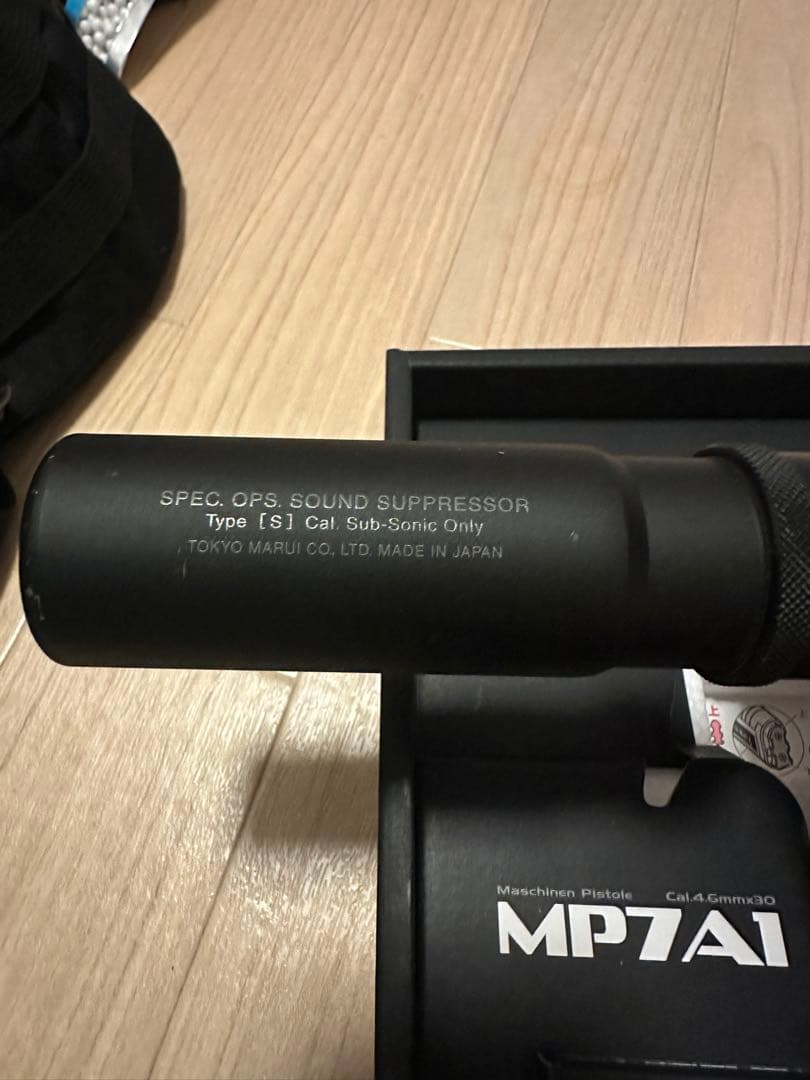 SPEC. OPS. SOUND SUPPRESSOR
Type [S] Cal. Sub-Sonic Only
TOKYO MARUI CO., LTD. MADE IN JAPAN
上
Maschinen Pistole Cal.4.6mmx30
MP7A1